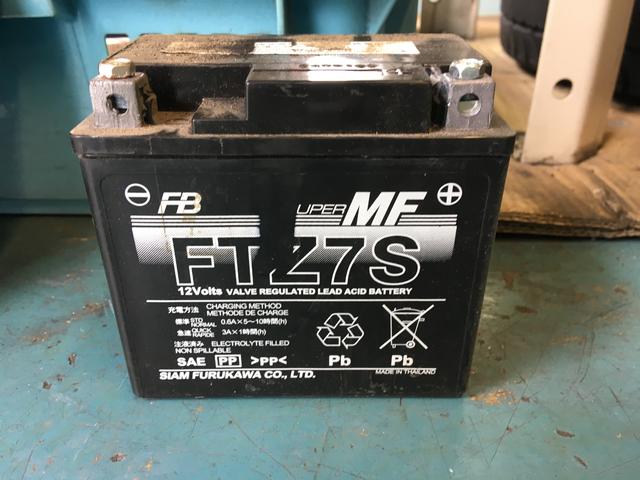 FB UPER MF
FTZ7S
12Volts VALVE REGULATED LEAD ACID BATTERY
充電方法 CHARGING METHOD
METHODE DE CHARGE
標準 STD NORMAL 0.6A×5~10時間(h)
急速 QUICK RAPIDE 3A×1時間(h)
注液済み ELECTROLYTE FILLED
NON SPILLABLE
SAE PP >PP< Pb Pb
SIAM FURUKAWA CO., LTD. MADE IN THAILAND